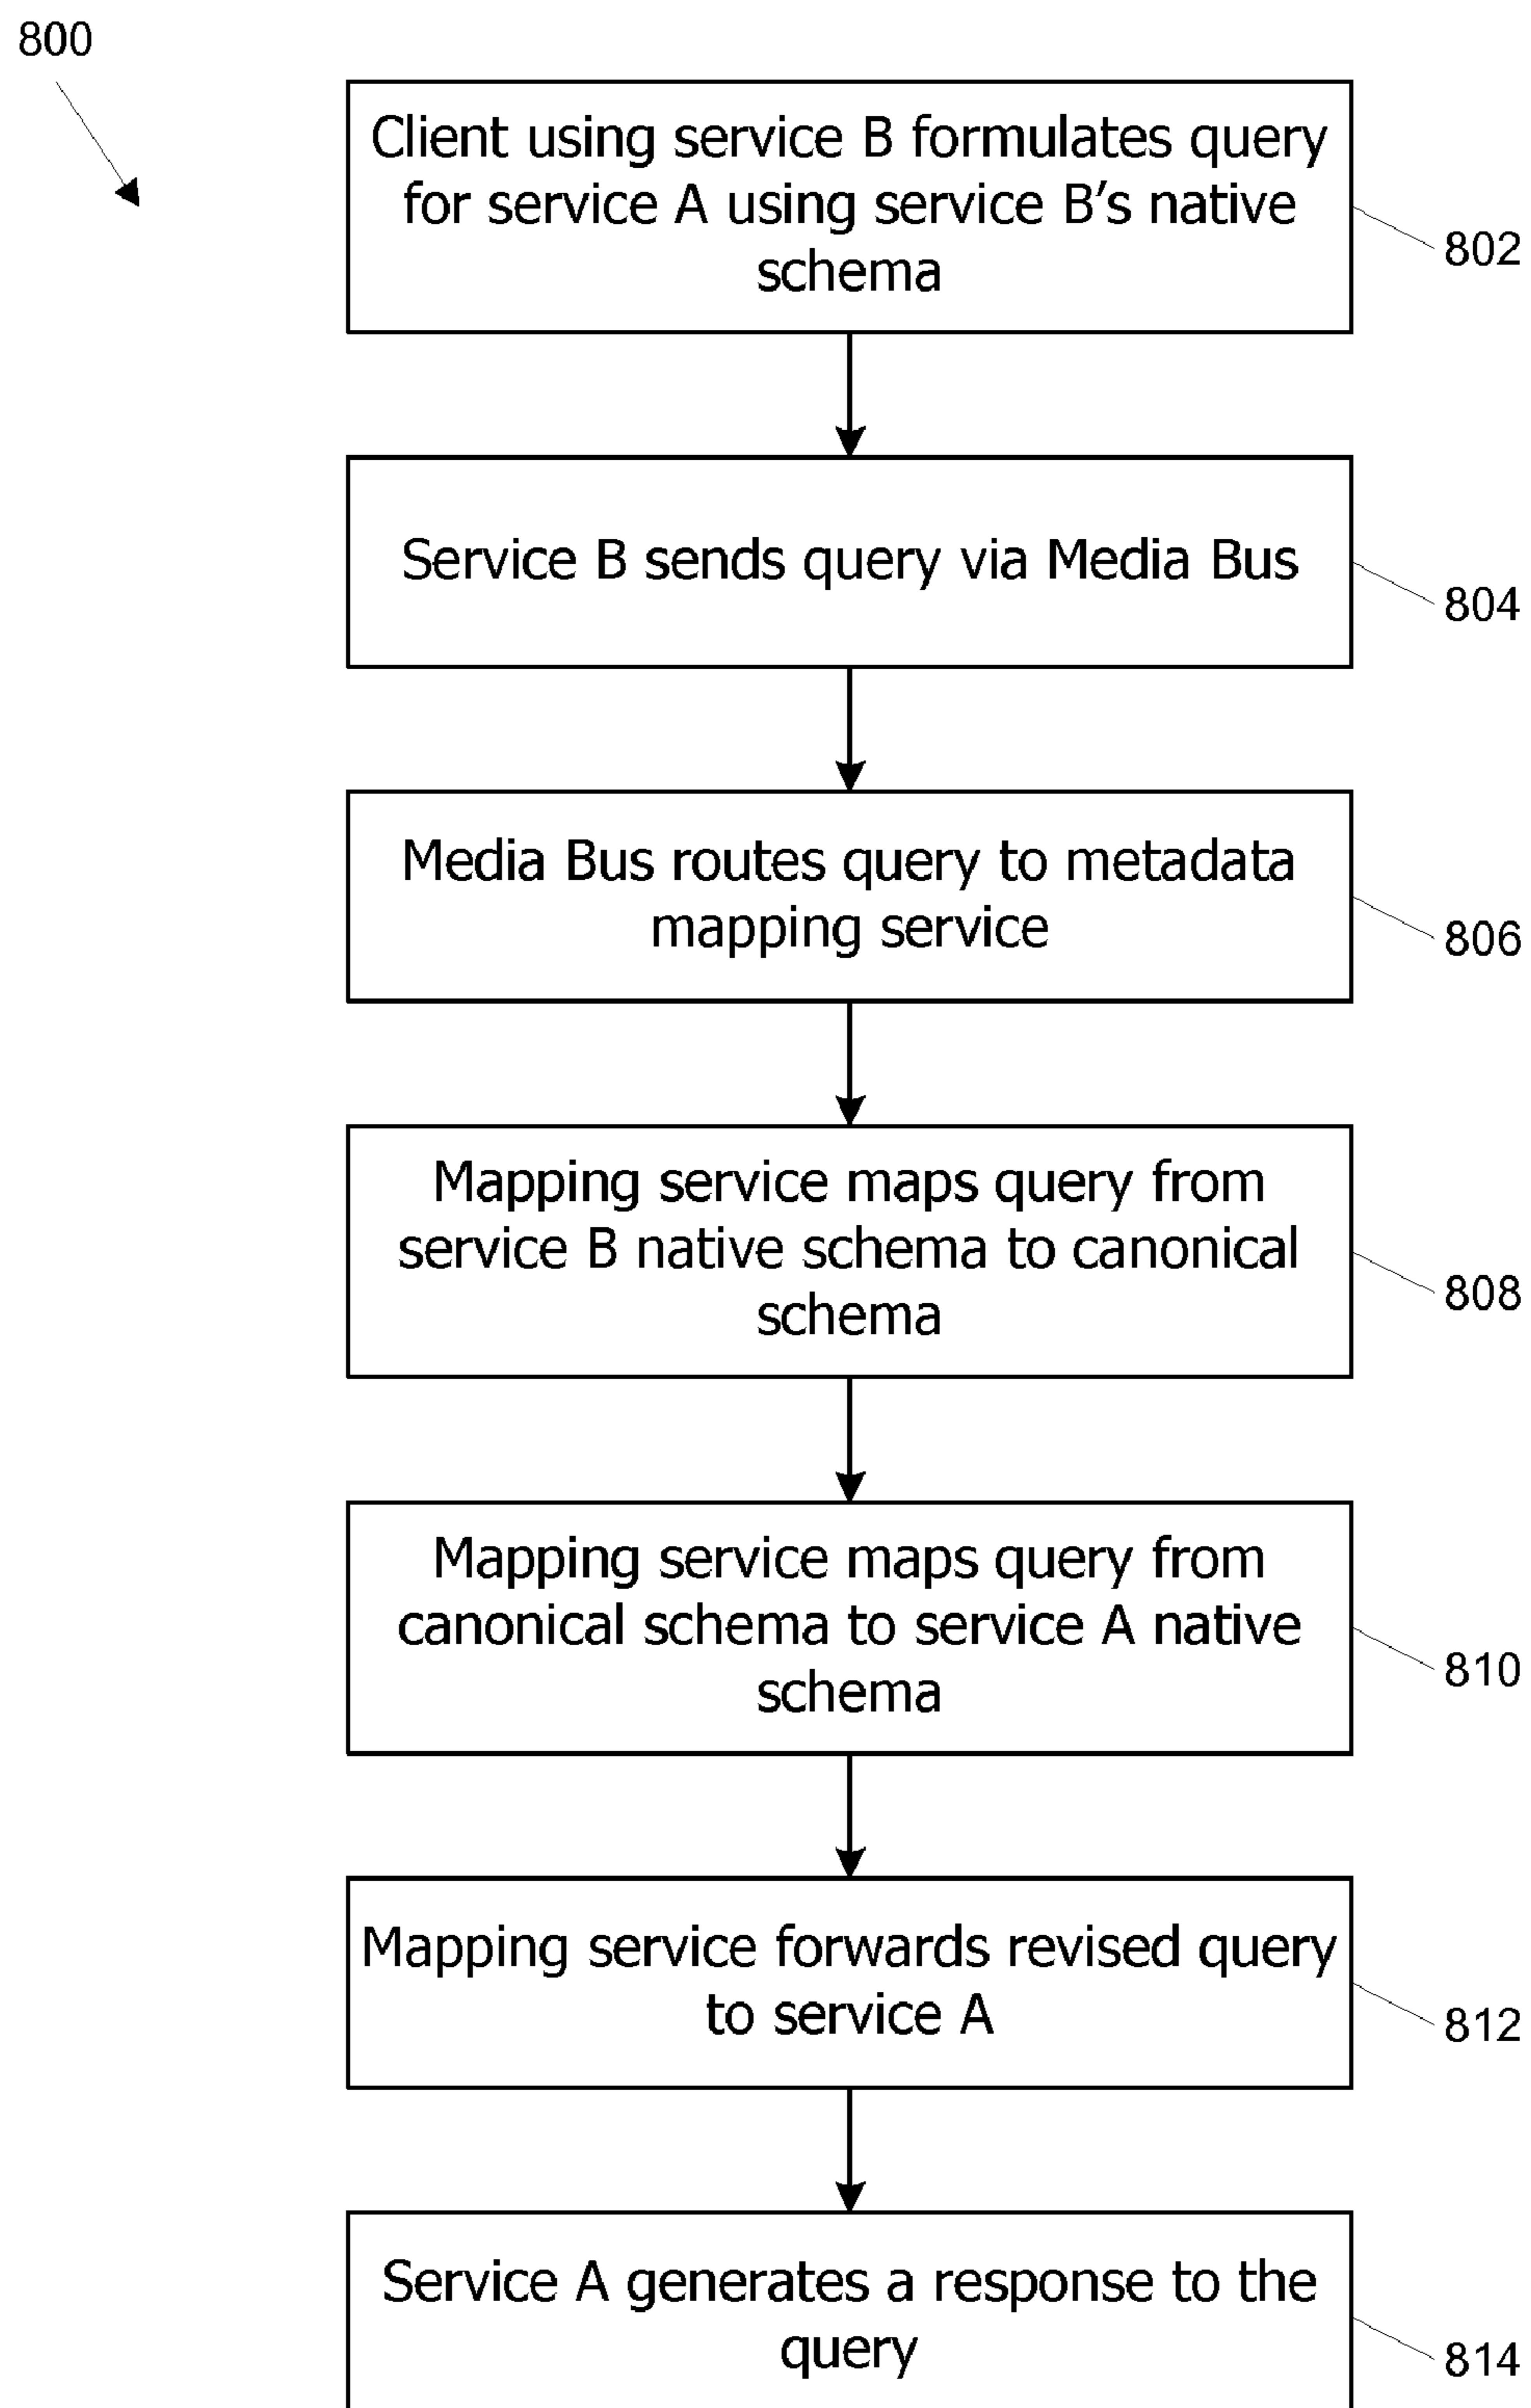 800
Client using service B formulates query
for service A using service B’s native
schema
802
Service B sends query via Media Bus
804
Media Bus routes query to metadata
mapping service
806
Mapping service maps query from
service B native schema to canonical
schema
808
Mapping service maps query from
canonical schema to service A native
schema
810
Mapping service forwards revised query
to service A
812
Service A generates a response to the
query
814